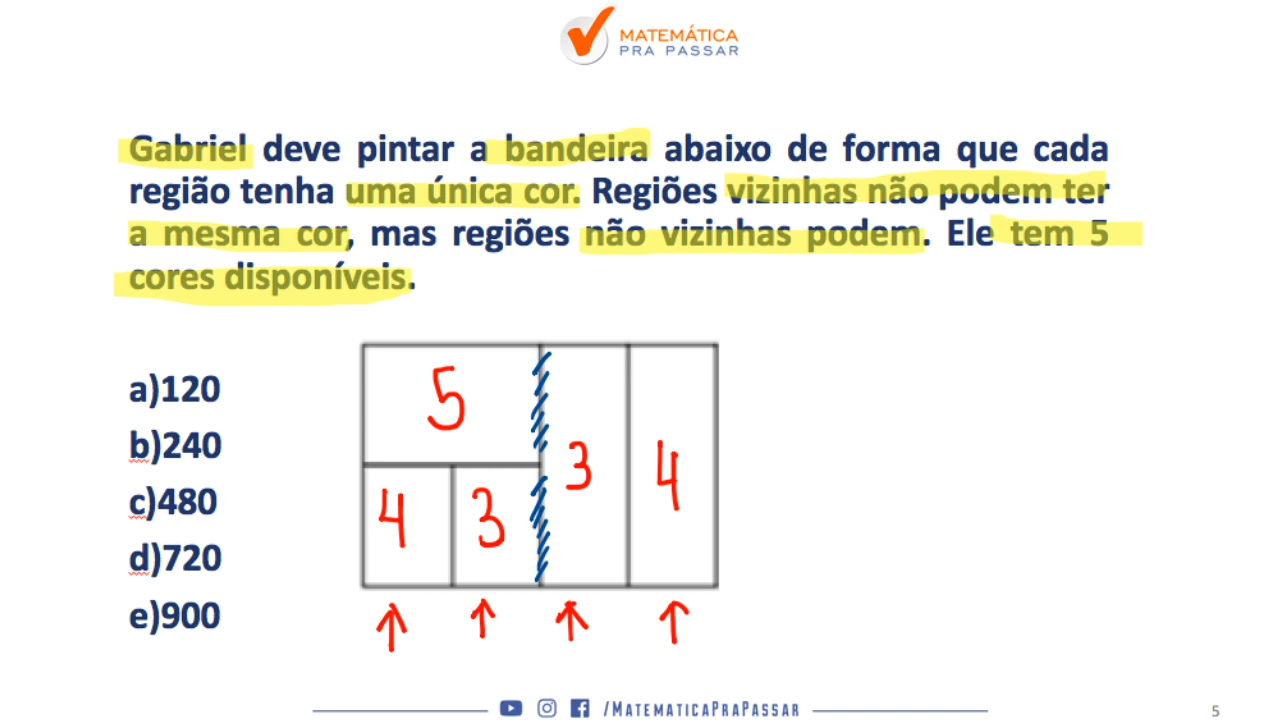 MATEMÁTICA
PRA PASSAR
Gabriel deve pintar a bandeira abaixo de forma que cada
região tenha uma única cor. Regiões vizinhas não podem ter
a mesma cor, mas regiões não vizinhas podem. Ele tem 5
cores disponíveis.
a)120
b)240
c)480
d)720
e)900
5
3
4
4
3
/MATEMATICAPRAPASSAR
5